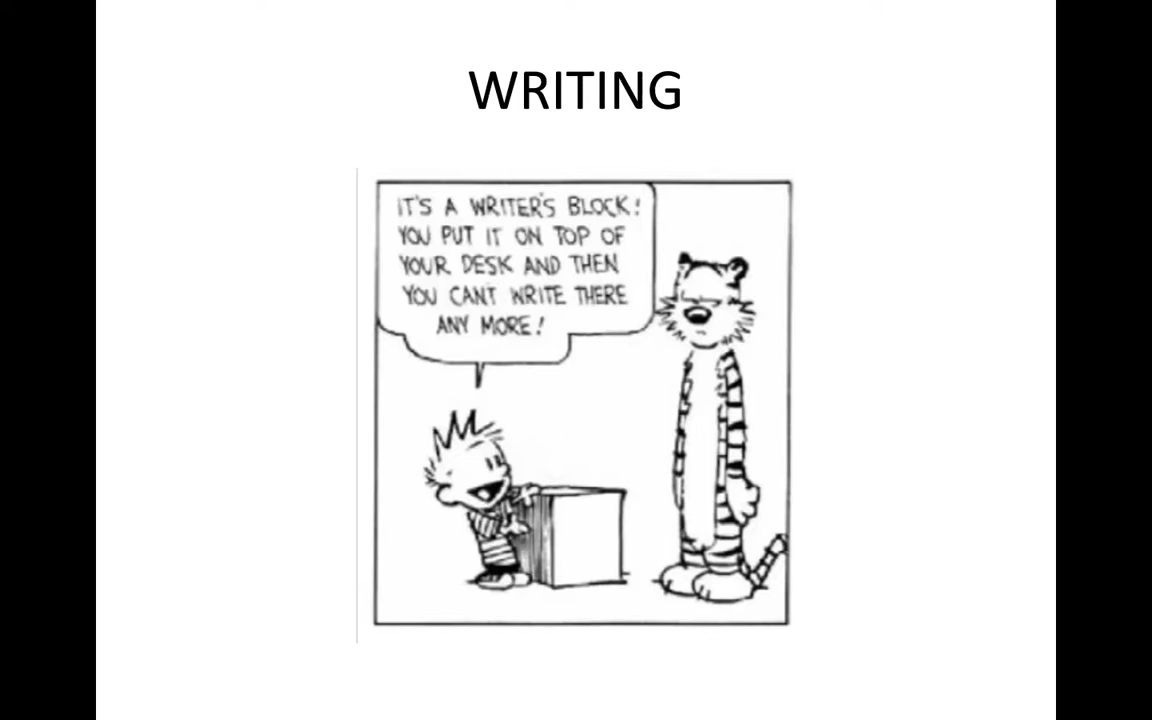 WRITING
IT'S A WRITER'S BLOCK!
YOU PUT IT ON TOP OF
YOUR DESK AND THEN
YOU CAN'T WRITE THERE
ANY MORE!